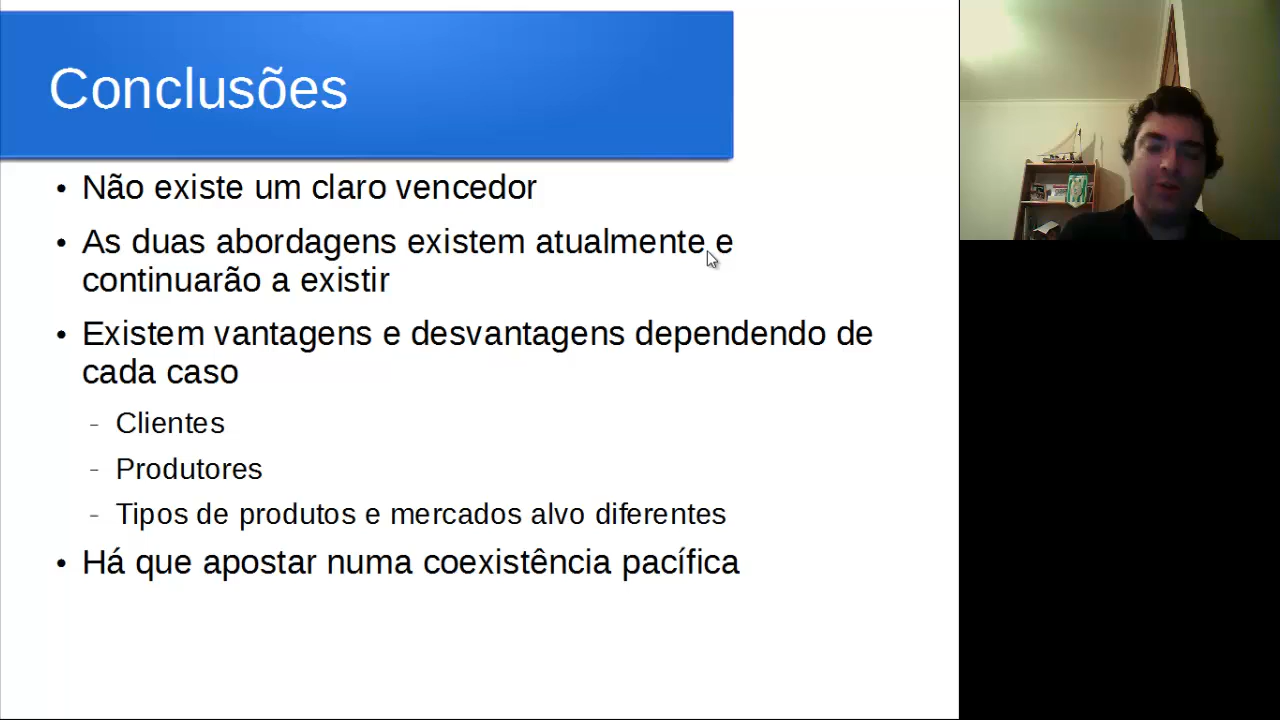 Conclusões
• Não existe um claro vencedor
• As duas abordagens existem atualmente e
continuarão a existir
• Existem vantagens e desvantagens dependendo de
cada caso
- Clientes
- Produtores
- Tipos de produtos e mercados alvo diferentes
• Há que apostar numa coexistência pacífica